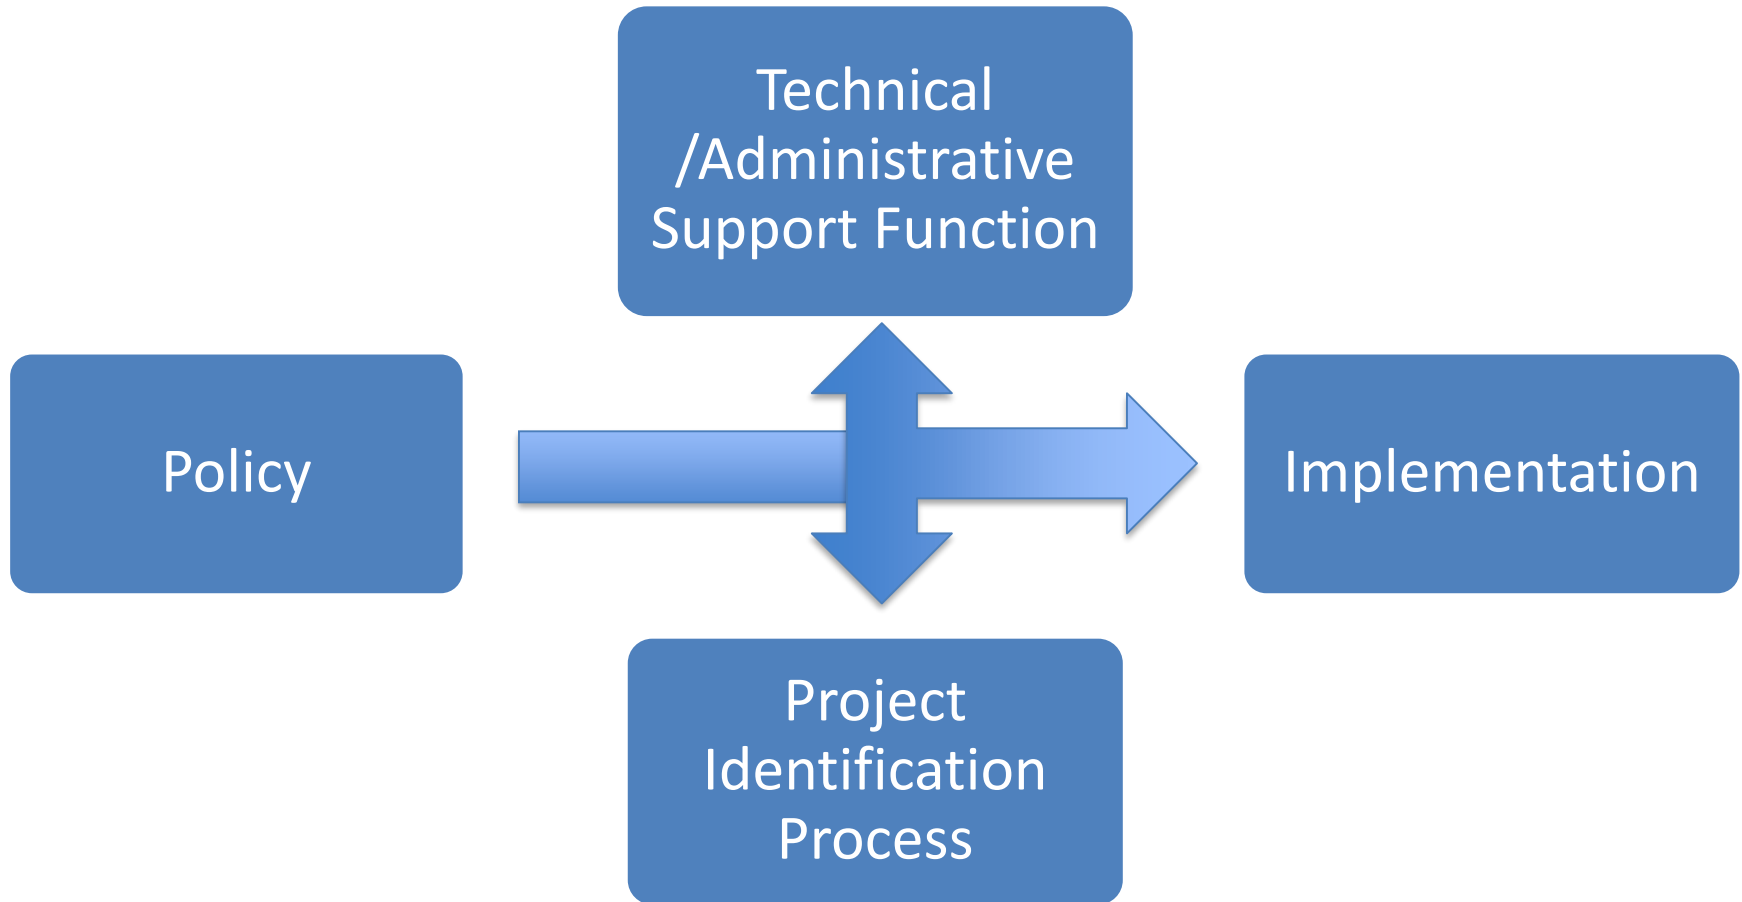 Technical
/Administrative
Support Function
Policy
Implementation
Project
Identification
Process